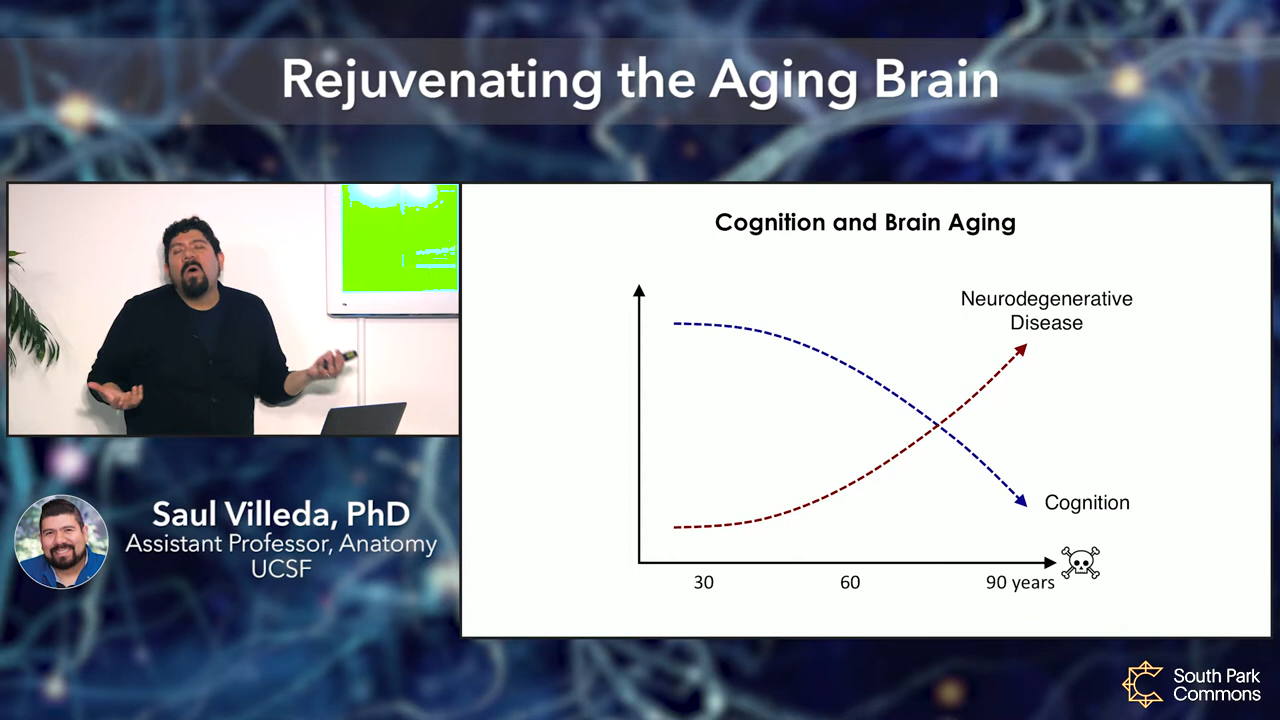 Rejuvenating the Aging Brain
Cognition and Brain Aging
Neurodegenerative
Disease
Cognition
30
60
90 years
Saul Villeda, PhD
Assistant Professor, Anatomy
UCSF
South Park
Commons